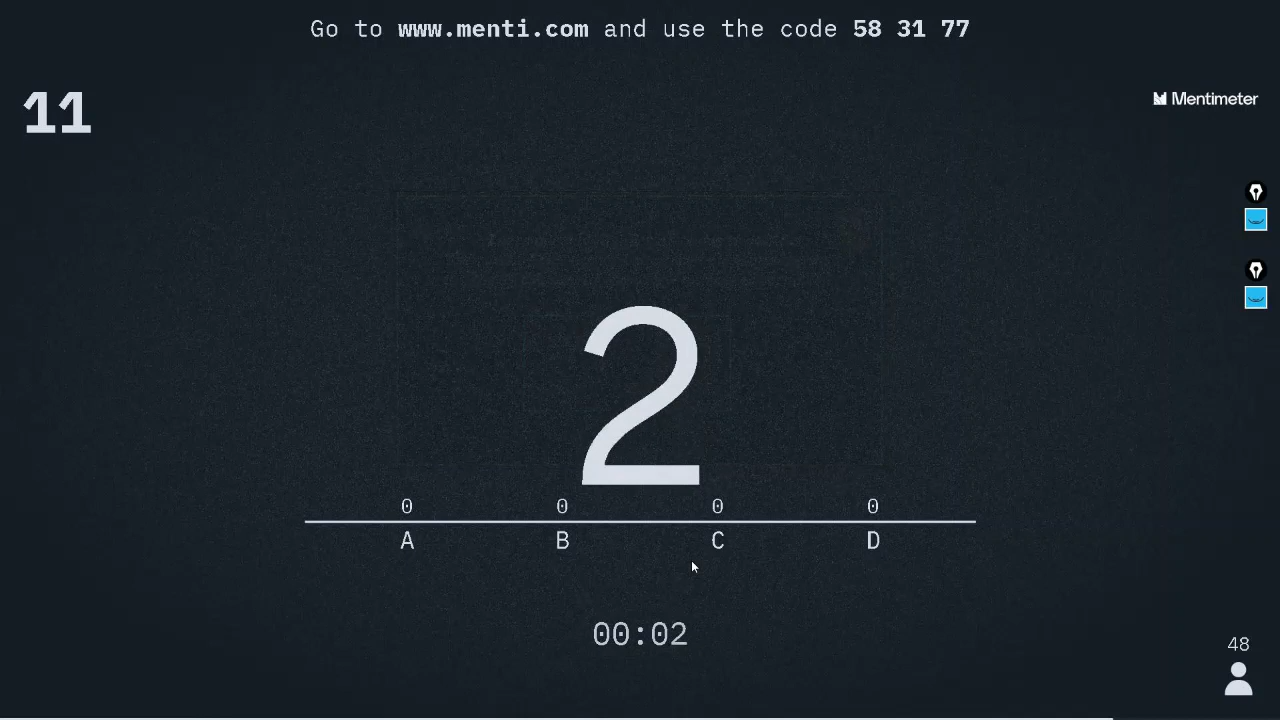 Go to www.menti.com and use the code 58 31 77
11
Mentimeter
2
0 0 0 0
A B C D
00:02
48